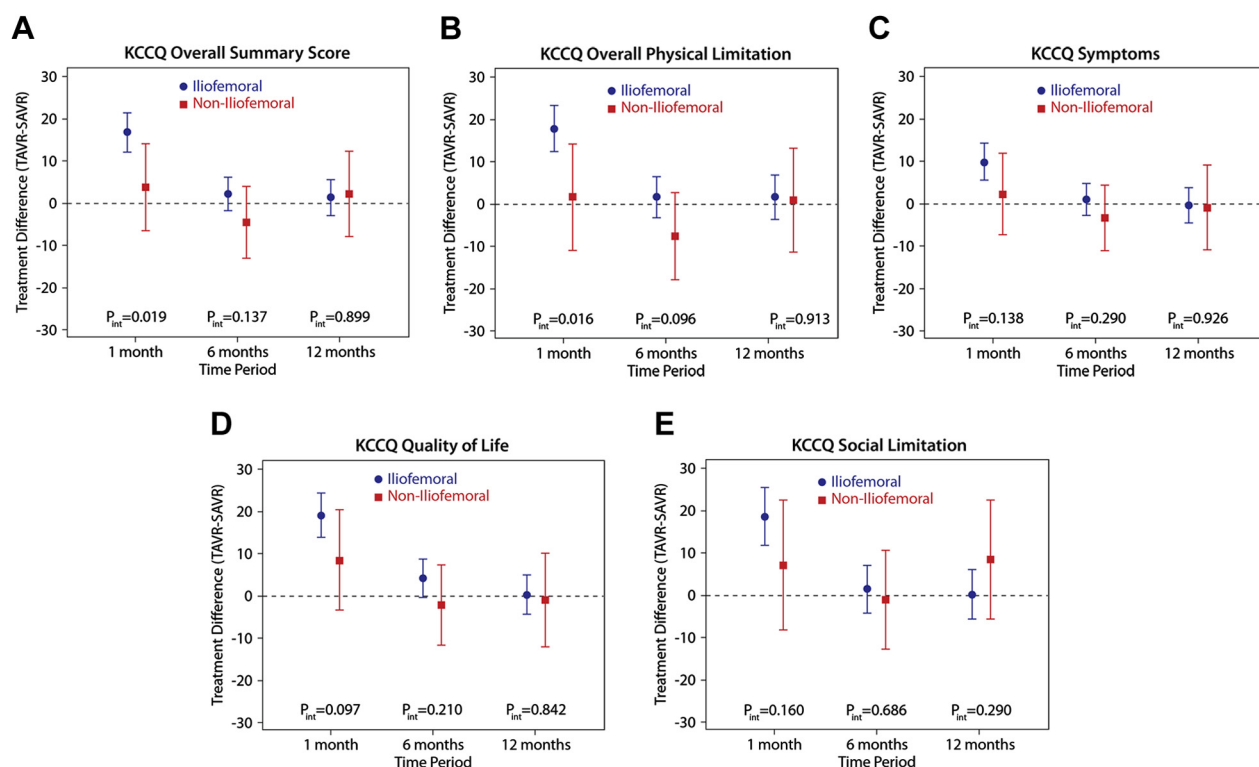 A
KCCQ Overall Summary Score
Treatment Difference (TAVR-SAVR)
30
20
10
0
-10
-20
-30
Iliofemoral
Non-Iliofemoral
Pint=0.019
Pint=0.137
Pint=0.899
1 month
6 months
12 months
Time Period
B
KCCQ Overall Physical Limitation
Treatment Difference (TAVR-SAVR)
30
20
10
0
-10
-20
-30
Iliofemoral
Non-Iliofemoral
Pint=0.016
Pint=0.096
Pint=0.913
1 month
6 months
12 months
Time Period
C
KCCQ Symptoms
Treatment Difference (TAVR-SAVR)
30
20
10
0
-10
-20
-30
Iliofemoral
Non-Iliofemoral
Pint=0.138
Pint=0.290
Pint=0.926
1 month
6 months
12 months
Time Period
D
KCCQ Quality of Life
Treatment Difference (TAVR-SAVR)
30
20
10
0
-10
-20
-30
Iliofemoral
Non-Iliofemoral
Pint=0.097
Pint=0.210
Pint=0.842
1 month
6 months
12 months
Time Period
E
KCCQ Social Limitation
Treatment Difference (TAVR-SAVR)
30
20
10
0
-10
-20
-30
Iliofemoral
Non-Iliofemoral
Pint=0.160
Pint=0.686
Pint=0.290
1 month
6 months
12 months
Time Period